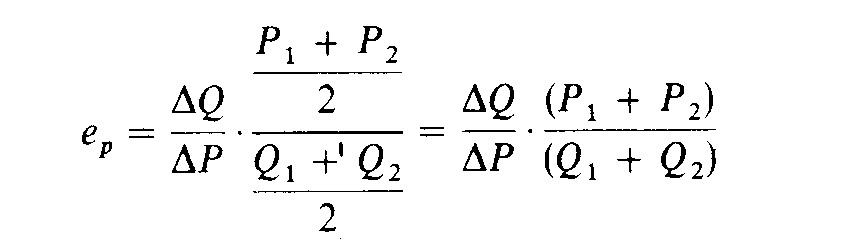 e_p = ΔQ/ΔP · ((P_1 + P_2)/2)/((Q_1 + Q_2)/2) = ΔQ/ΔP · (P_1 + P_2)/(Q_1 + Q_2)